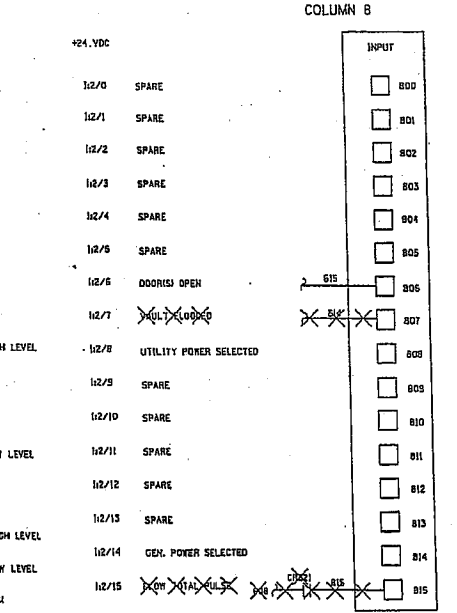 COLUMN B
+24.VDC INPUT
I:2/0 SPARE 800
I:2/1 SPARE 801
I:2/2 SPARE 802
I:2/3 SPARE 803
I:2/4 SPARE 804
I:2/5 SPARE 805
I:2/6 DOOR(S) OPEN 615 806
I:2/7 VAULT FLOODED 807
H LEVEL I:2/8 UTILITY POWER SELECTED 808
I:2/9 SPARE 809
I:2/10 SPARE 810
LEVEL I:2/11 SPARE 811
I:2/12 SPARE 812
I:2/13 SPARE 813
GH LEVEL
I:2/14 GEN. POWER SELECTED 814
W LEVEL
I:2/15 FLOW TOTAL PULSE 815 815